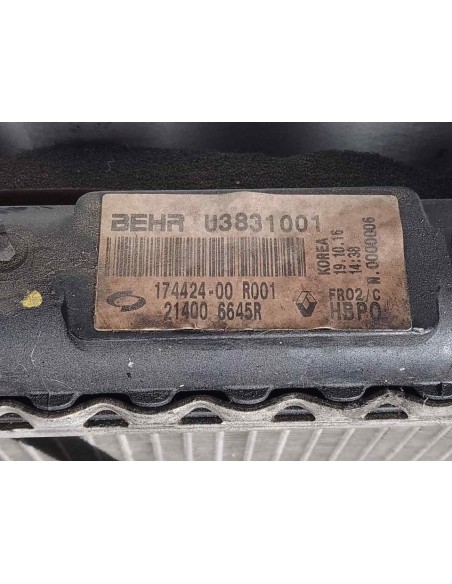 BEHR U3831001
174424-00 R001
21400 6645R
KOREA
19.10.16
14:38
N.0000006
FR02/C
HBPO